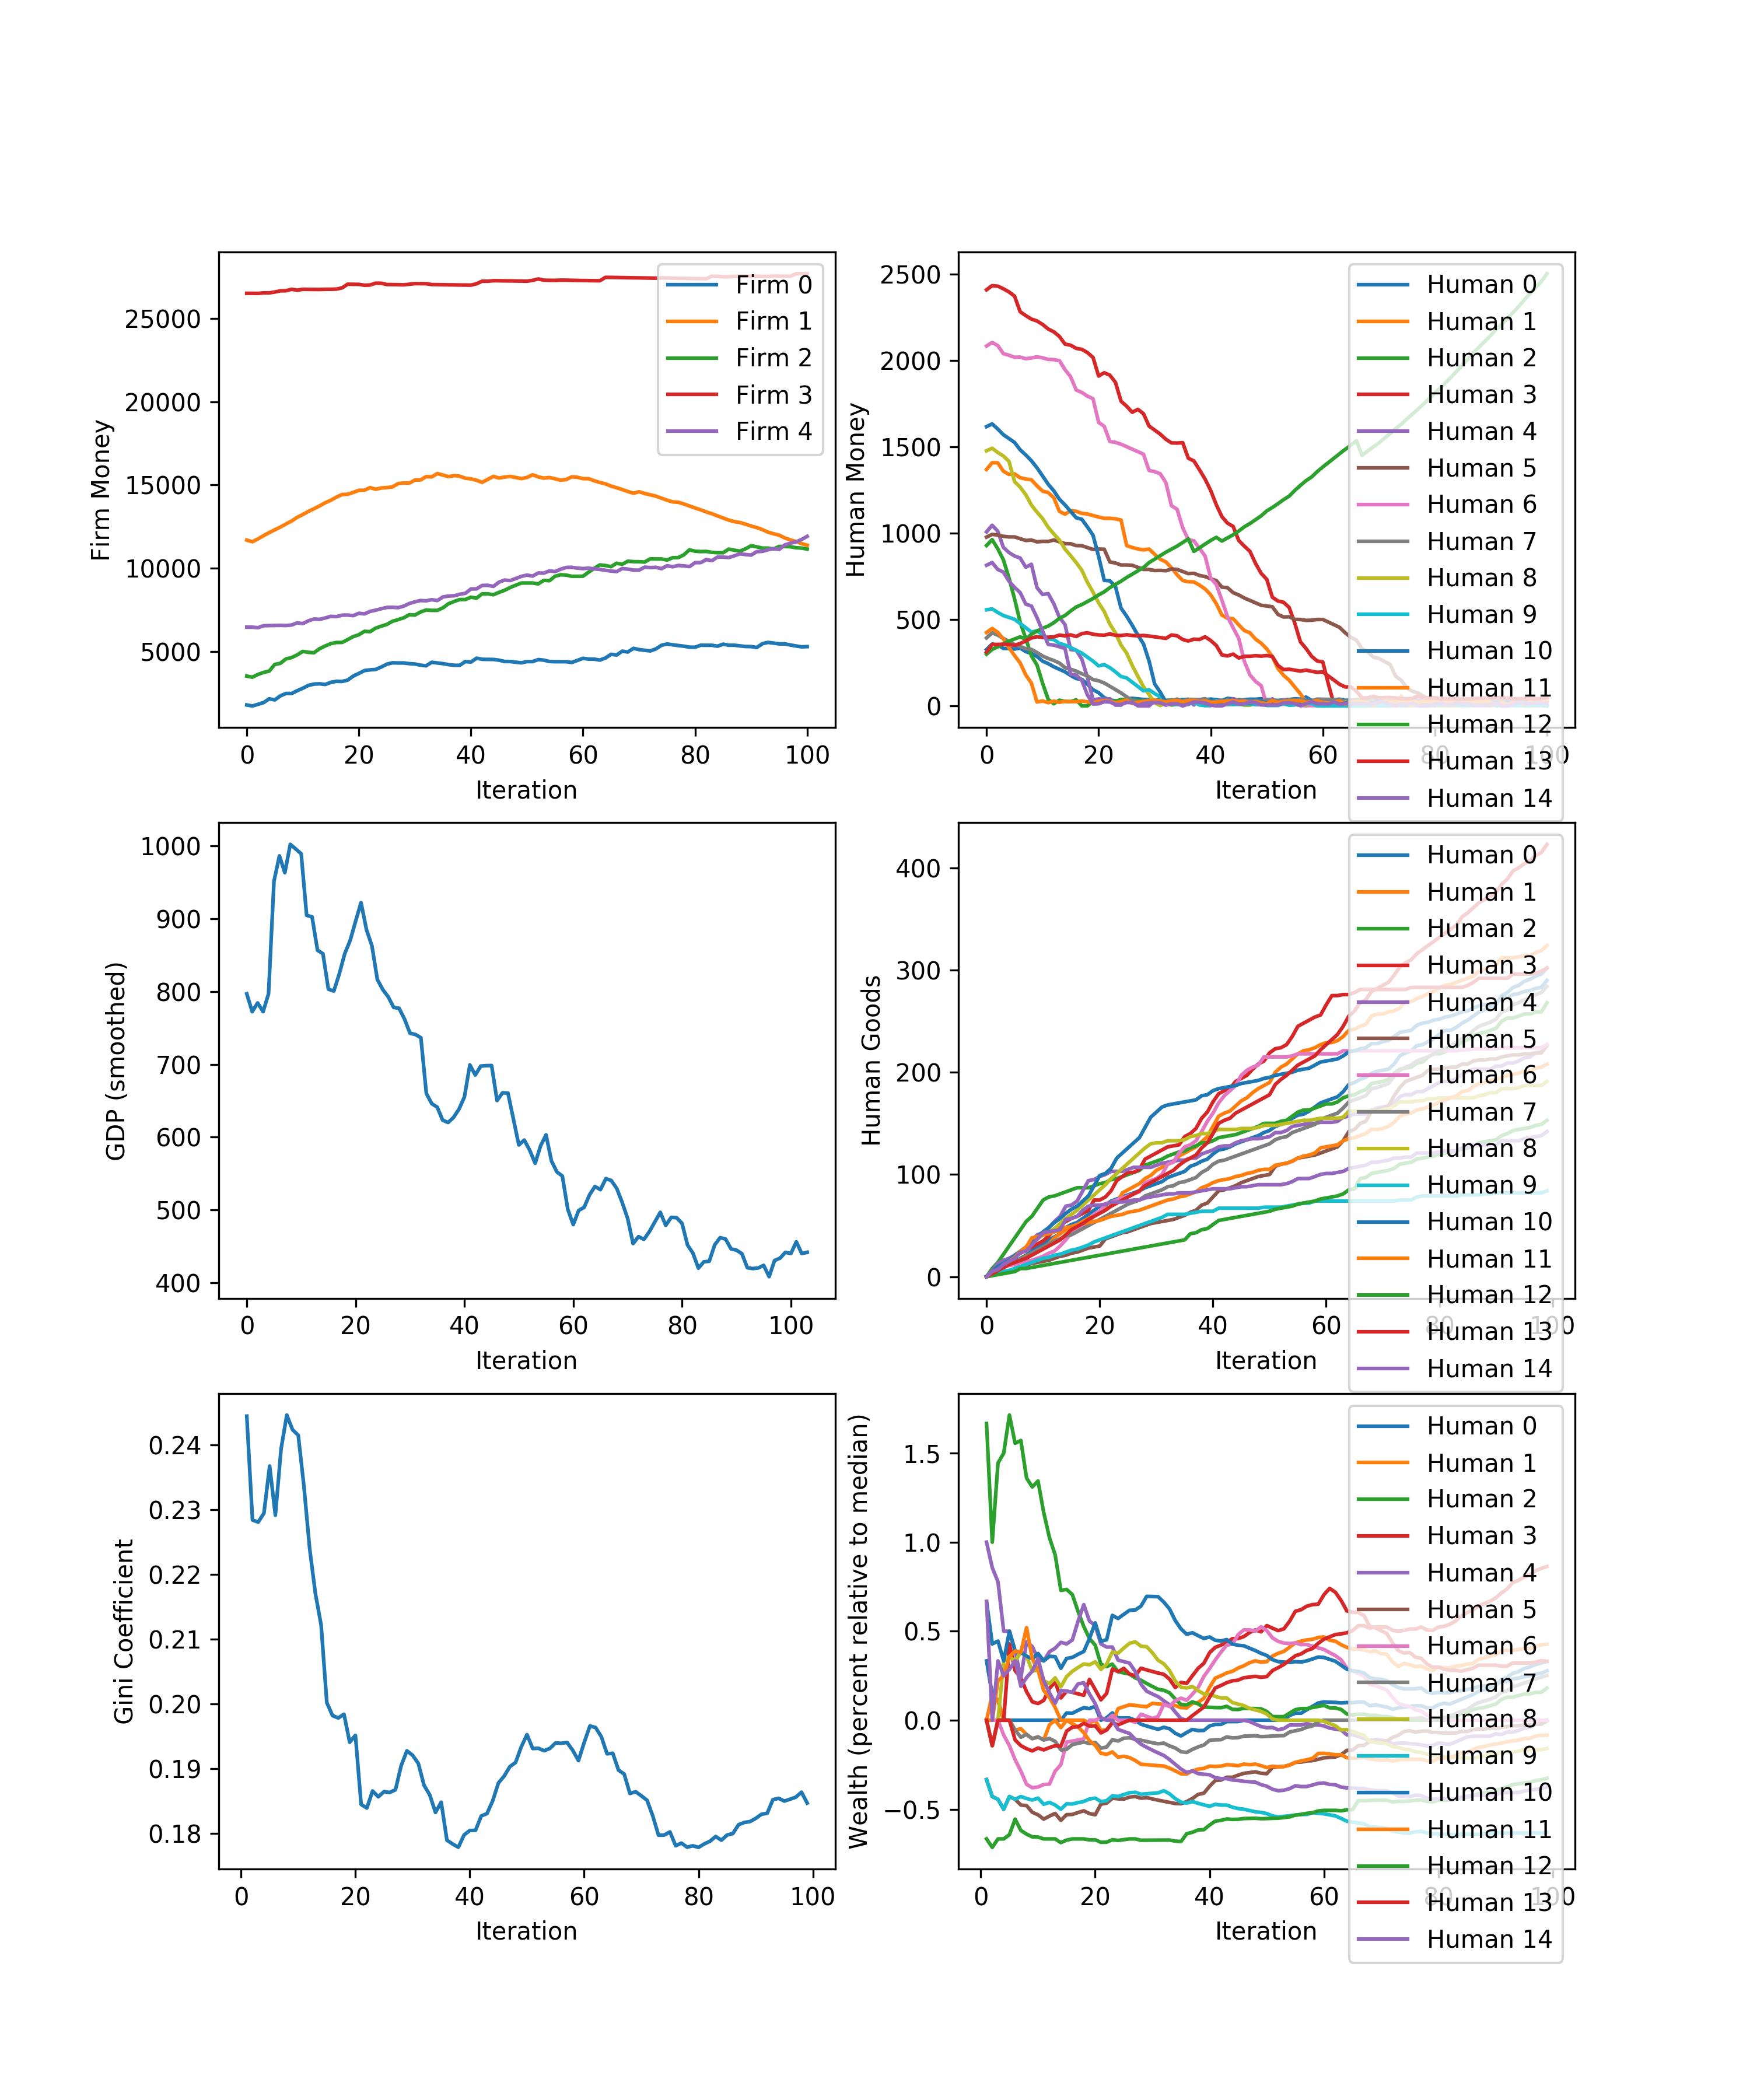 25000
20000
15000
10000
5000
Firm Money
0 20 40 60 80 100
Iteration
Firm 0
Firm 1
Firm 2
Firm 3
Firm 4
2500
2000
1500
1000
500
0
Human Money
0 20 40 60 80 100
Iteration
Human 0
Human 1
Human 2
Human 3
Human 4
Human 5
Human 6
Human 7
Human 8
Human 9
Human 10
Human 11
Human 12
Human 13
Human 14
1000
900
800
700
600
500
400
GDP (smoothed)
0 20 40 60 80 100
Iteration
400
300
200
100
0
Human Goods
0 20 40 60 80 100
Iteration
Human 0
Human 1
Human 2
Human 3
Human 4
Human 5
Human 6
Human 7
Human 8
Human 9
Human 10
Human 11
Human 12
Human 13
Human 14
0.24
0.23
0.22
0.21
0.20
0.19
0.18
Gini Coefficient
0 20 40 60 80 100
Iteration
1.5
1.0
0.5
0.0
−0.5
Wealth (percent relative to median)
0 20 40 60 80 100
Iteration
Human 0
Human 1
Human 2
Human 3
Human 4
Human 5
Human 6
Human 7
Human 8
Human 9
Human 10
Human 11
Human 12
Human 13
Human 14